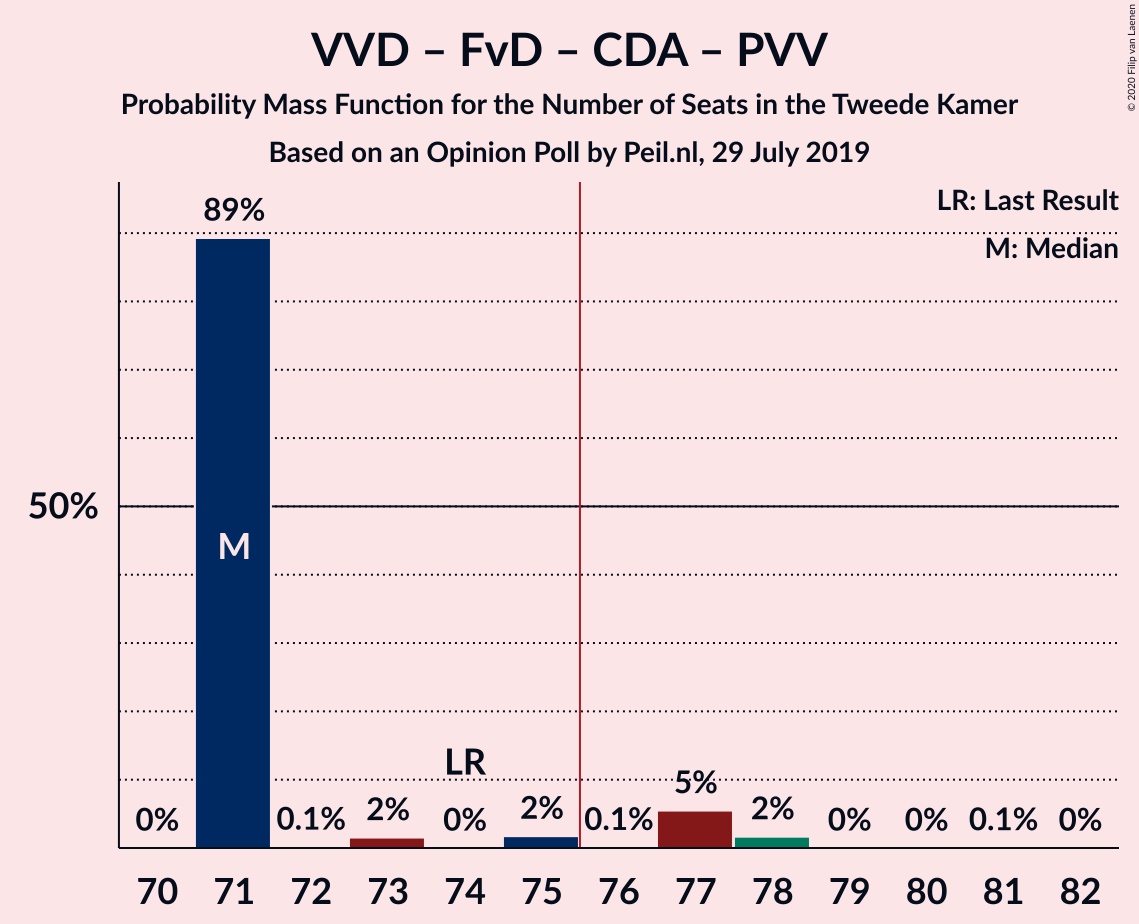 VVD – FvD – CDA – PVV
Probability Mass Function for the Number of Seats in the Tweede Kamer
Based on an Opinion Poll by Peil.nl, 29 July 2019
© 2020 Filip van Laenen
LR: Last Result
M: Median
89%
50%
M
LR
0% 0.1% 2% 0% 2% 0.1% 5% 2% 0% 0% 0.1% 0%
70 71 72 73 74 75 76 77 78 79 80 81 82